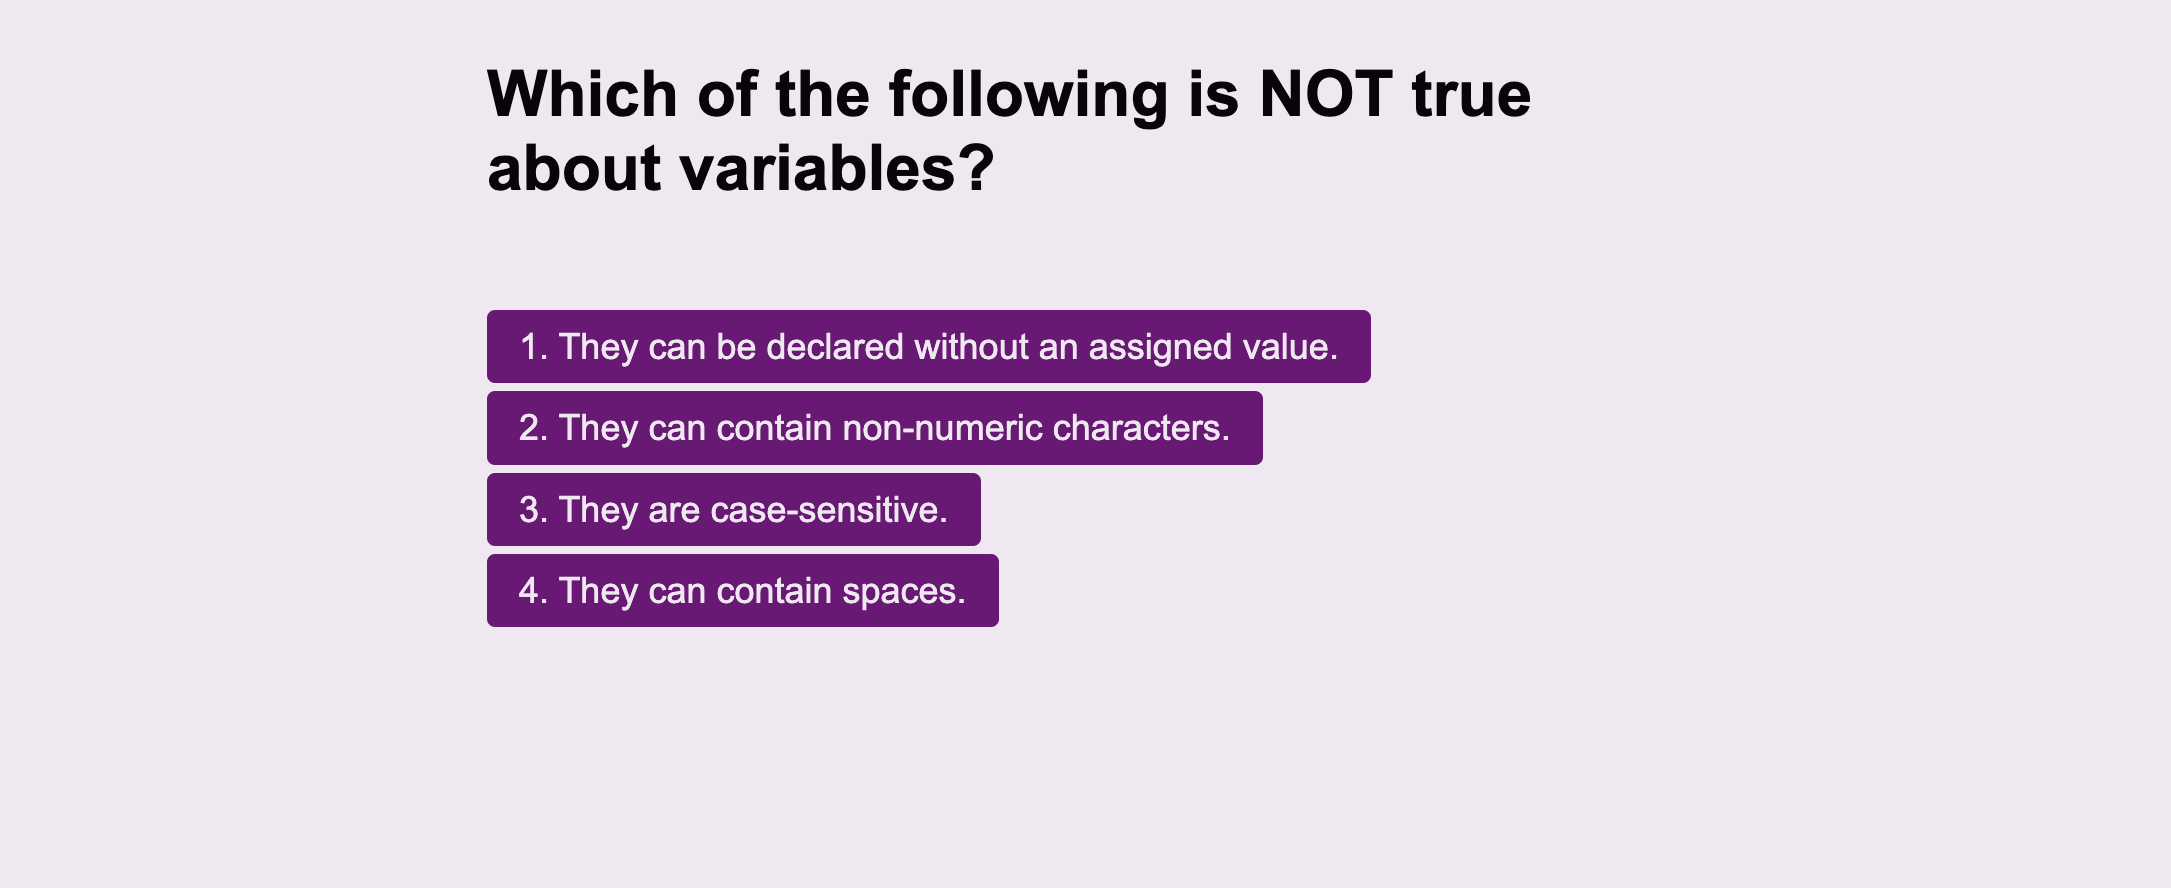 Which of the following is NOT true
about variables?
1. They can be declared without an assigned value.
2. They can contain non-numeric characters.
3. They are case-sensitive.
4. They can contain spaces.